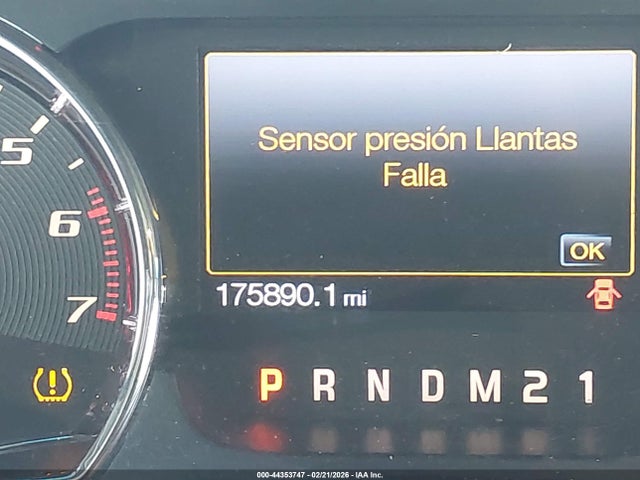 Sensor presión Llantas
Falla
OK
5
6
7
175890.1 mi
P R N D M 2 1
000-44353747 - 02/21/2026 - IAA Inc.